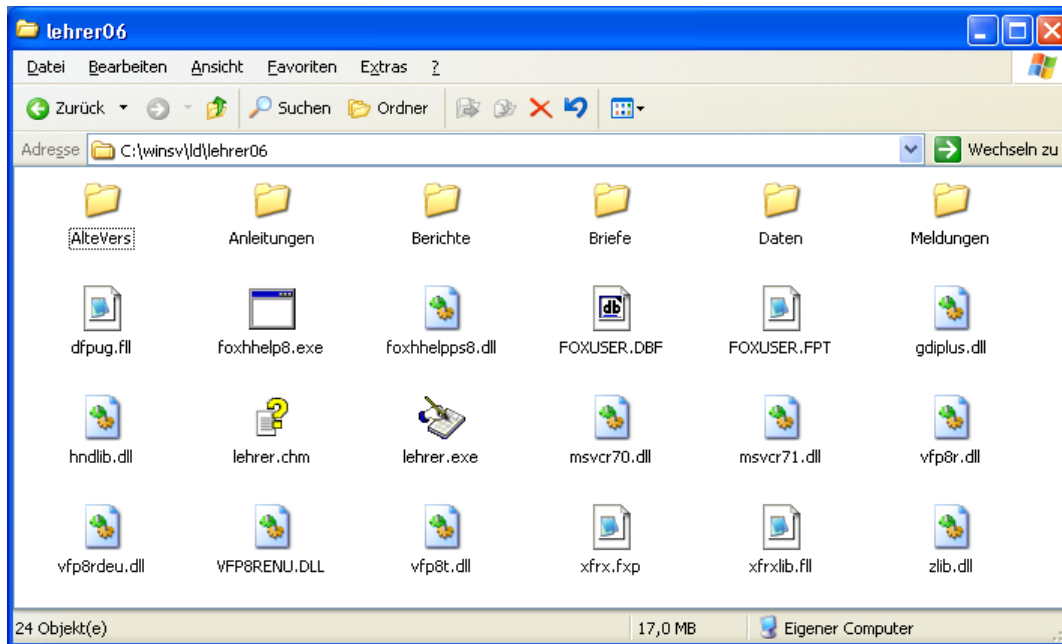 lehrer06
Datei Bearbeiten Ansicht Favoriten Extras ?
Zurück Suchen Ordner
Adresse C:\winsv\ld\lehrer06 Wechseln zu
AlteVers Anleitungen Berichte Briefe Daten Meldungen
db
dfpug.fll foxhhelp8.exe foxhhelpps8.dll FOXUSER.DBF FOXUSER.FPT gdiplus.dll
hndlib.dll lehrer.chm lehrer.exe msvcr70.dll msvcr71.dll vfp8r.dll
vfp8rdeu.dll VFP8RENU.DLL vfp8t.dll xfrx.fxp xfrxlib.fll zlib.dll
24 Objekt(e) 17,0 MB Eigener Computer